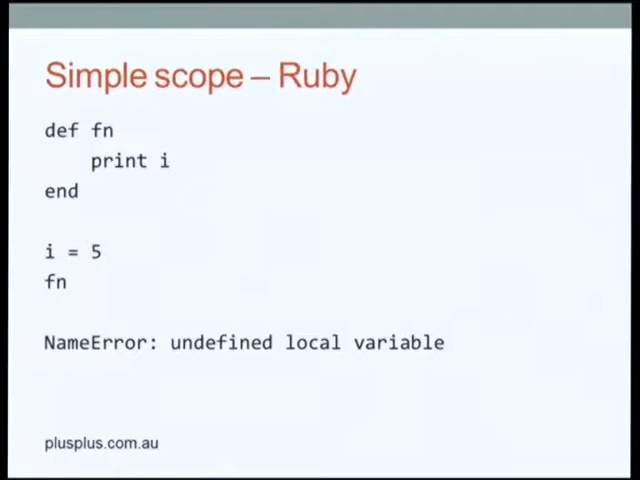 Simple scope – Ruby
def fn
    print i
end
i = 5
fn
NameError: undefined local variable
plusplus.com.au